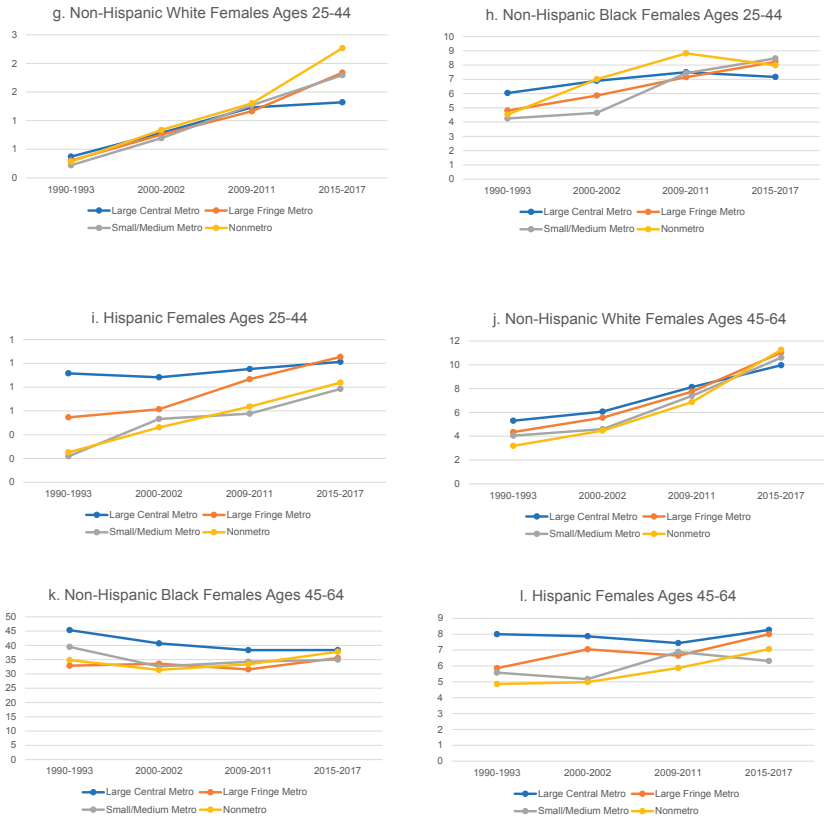 g. Non-Hispanic White Females Ages 25-44
3
2
2
1
1
0
1990-1993 2000-2002 2009-2011 2015-2017
Large Central Metro Large Fringe Metro
Small/Medium Metro Nonmetro
h. Non-Hispanic Black Females Ages 25-44
10
9
8
7
6
5
4
3
2
1
0
1990-1993 2000-2002 2009-2011 2015-2017
Large Central Metro Large Fringe Metro
Small/Medium Metro Nonmetro
i. Hispanic Females Ages 25-44
1
1
1
1
0
0
0
1990-1993 2000-2002 2009-2011 2015-2017
Large Central Metro Large Fringe Metro
Small/Medium Metro Nonmetro
j. Non-Hispanic White Females Ages 45-64
12
10
8
6
4
2
0
1990-1993 2000-2002 2009-2011 2015-2017
Large Central Metro Large Fringe Metro
Small/Medium Metro Nonmetro
k. Non-Hispanic Black Females Ages 45-64
50
45
40
35
30
25
20
15
10
5
0
1990-1993 2000-2002 2009-2011 2015-2017
Large Central Metro Large Fringe Metro
Small/Medium Metro Nonmetro
l. Hispanic Females Ages 45-64
9
8
7
6
5
4
3
2
1
0
1990-1993 2000-2002 2009-2011 2015-2017
Large Central Metro Large Fringe Metro
Small/Medium Metro Nonmetro